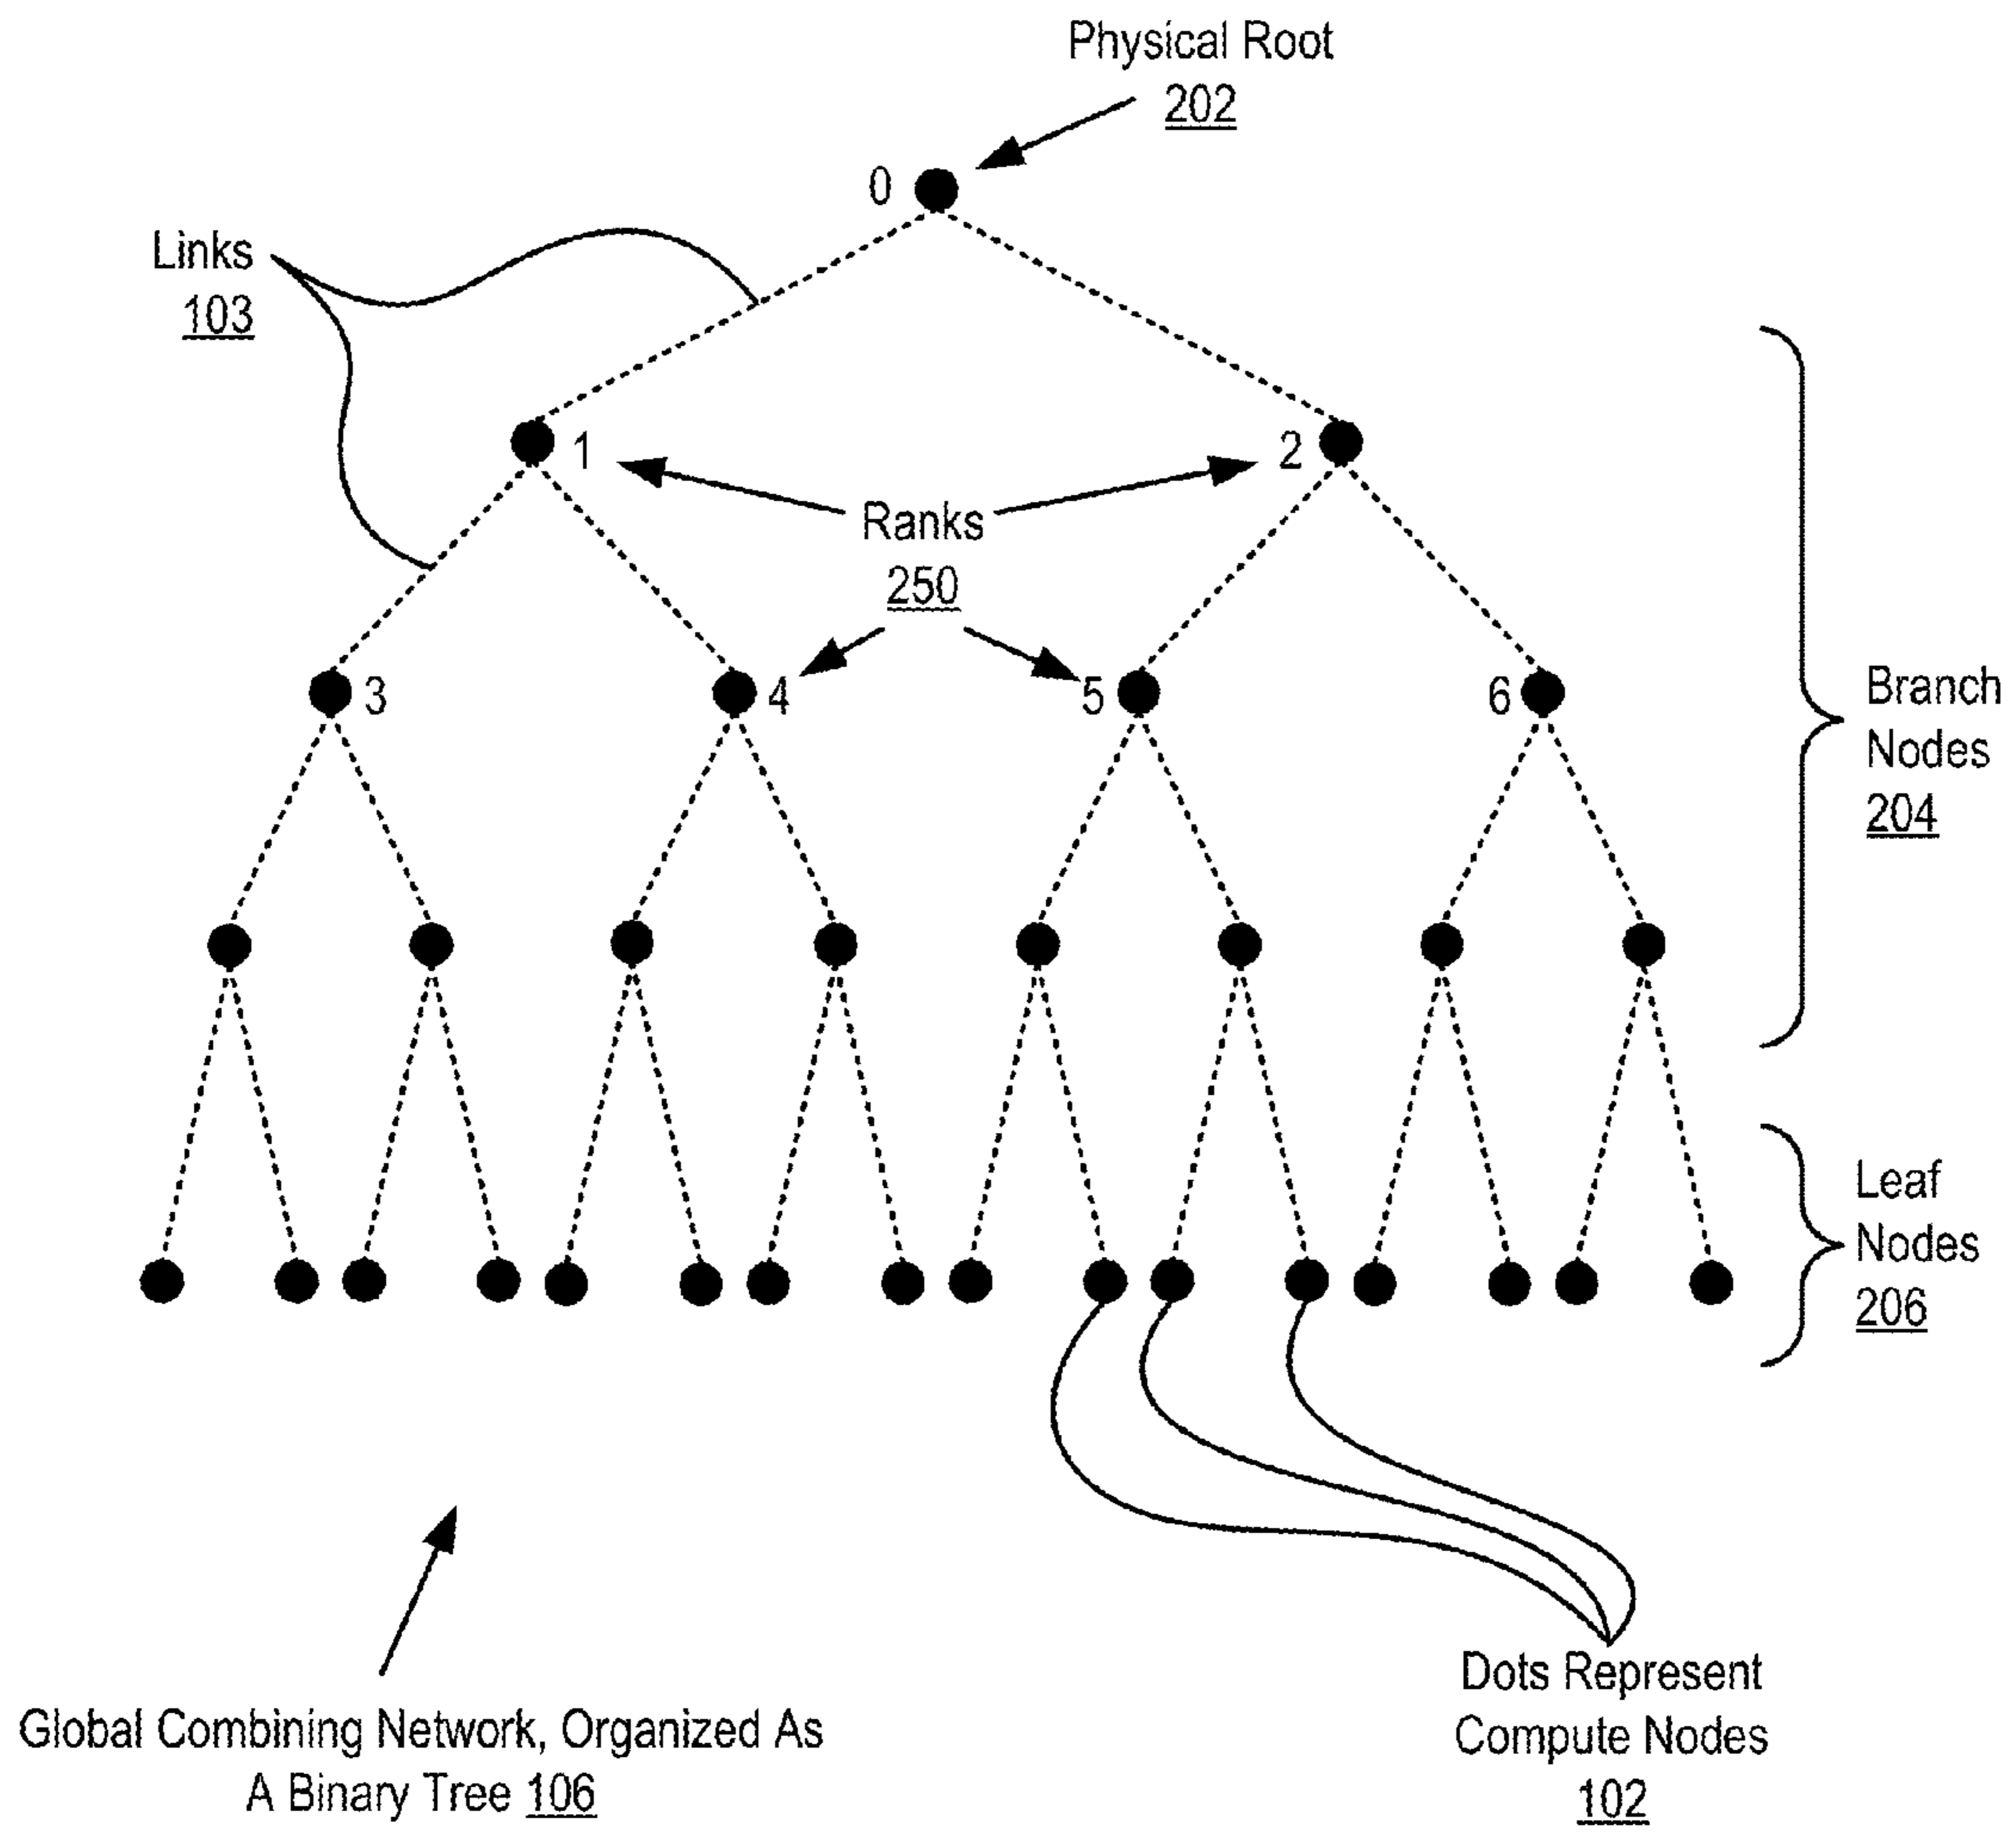 Physical Root
202
0
Links
103
1
2
Ranks
250
3
4
5
6
Branch
Nodes
204
Leaf
Nodes
206
Dots Represent
Compute Nodes
102
Global Combining Network, Organized As
A Binary Tree 106